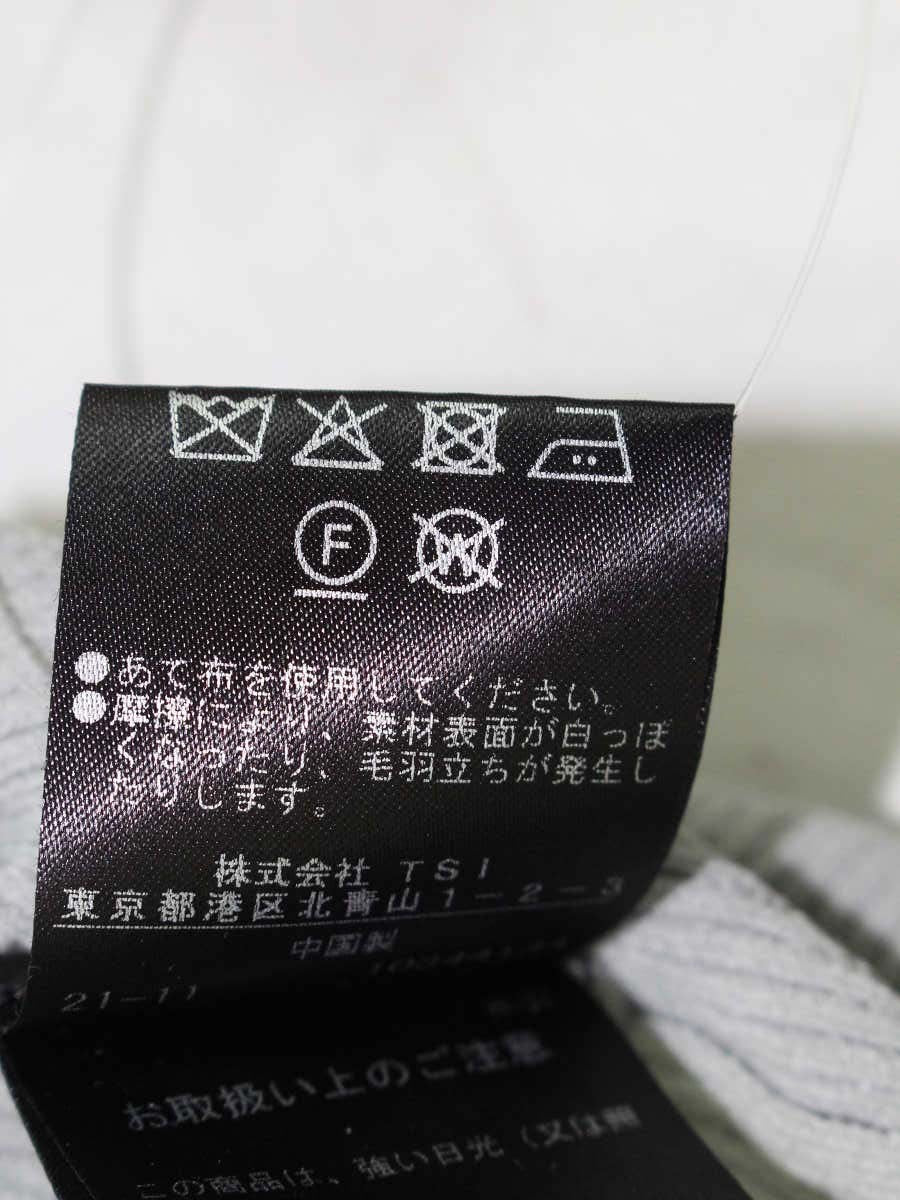 F
W
●あて布を使用してください。
●摩擦により、素材表面が白っぽ
くなったり、毛羽立ちが発生し
たりします。
株式会社 TSI
東京都港区北青山1-2-3
中国製
21-11
お取扱い上のご注意
この商品は、強い日光（又は照